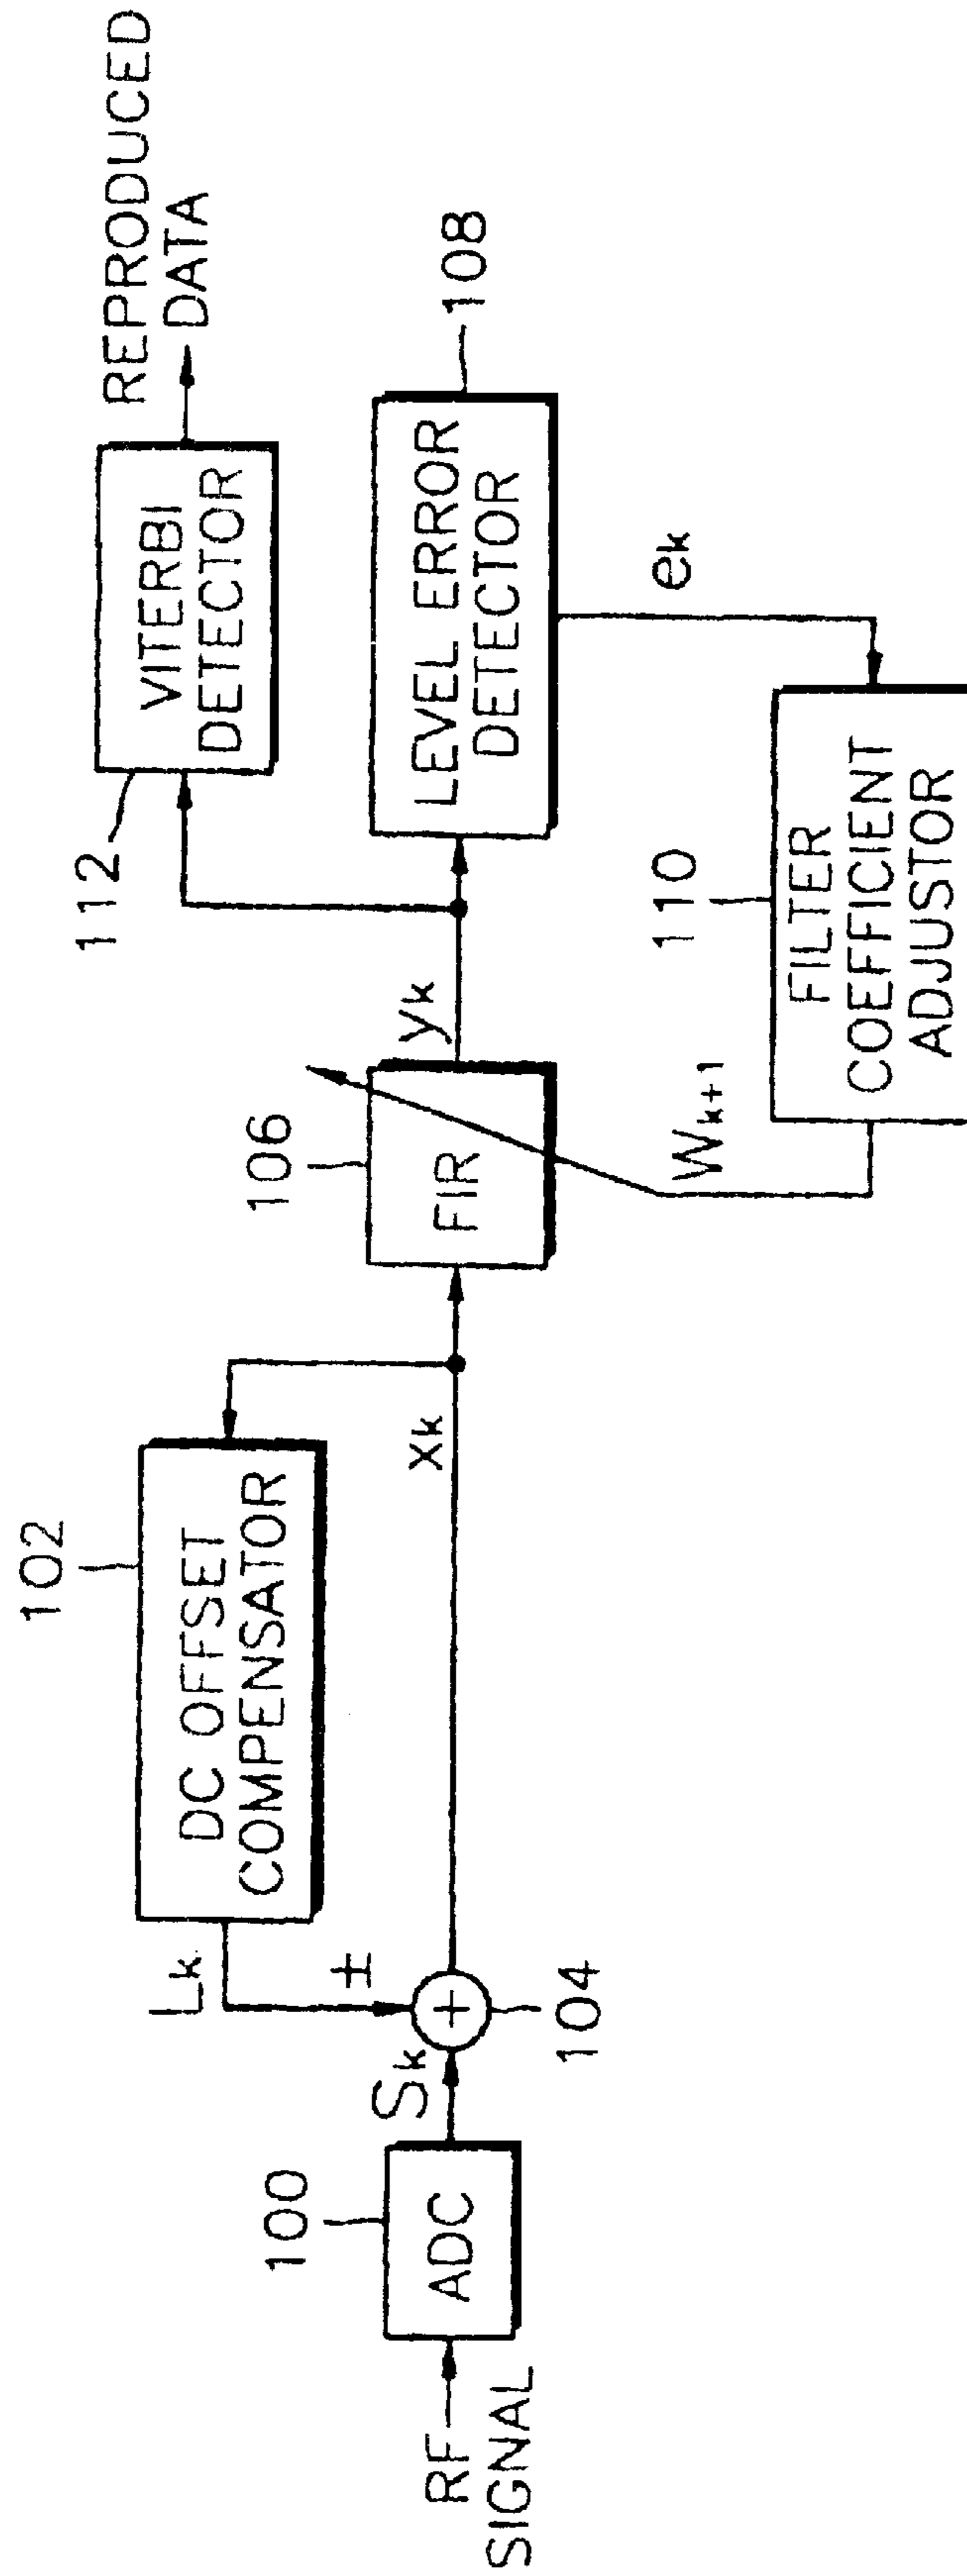 RF
SIGNAL
100
ADC
Sk
104
+
±
Lk
102
DC OFFSET
COMPENSATOR
xk
106
FIR
yk
112
VITERBI
DETECTOR
REPRODUCED
DATA
LEVEL ERROR
DETECTOR
108
ek
110
FILTER
COEFFICIENT
ADJUSTOR
Wk+1